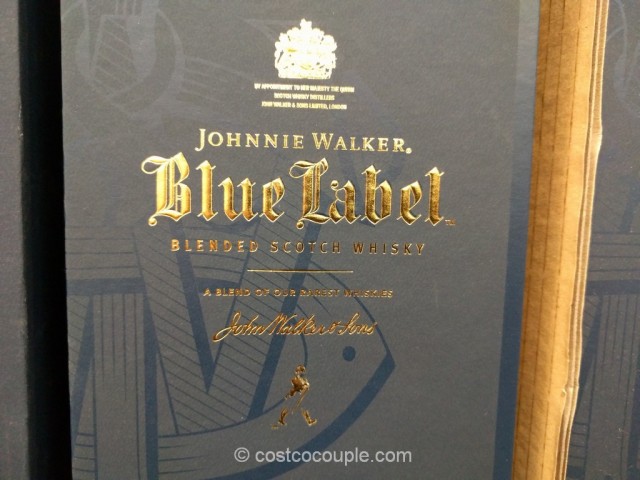 BY APPOINTMENT TO HER MAJESTY THE QUEEN
SCOTCH WHISKY DISTILLERS
JOHN WALKER & SONS LIMITED, LONDON
JOHNNIE WALKER.
Blue Label™
BLENDED SCOTCH WHISKY
A BLEND OF OUR RAREST WHISKIES
John Walker & Sons
© costcocouple.com